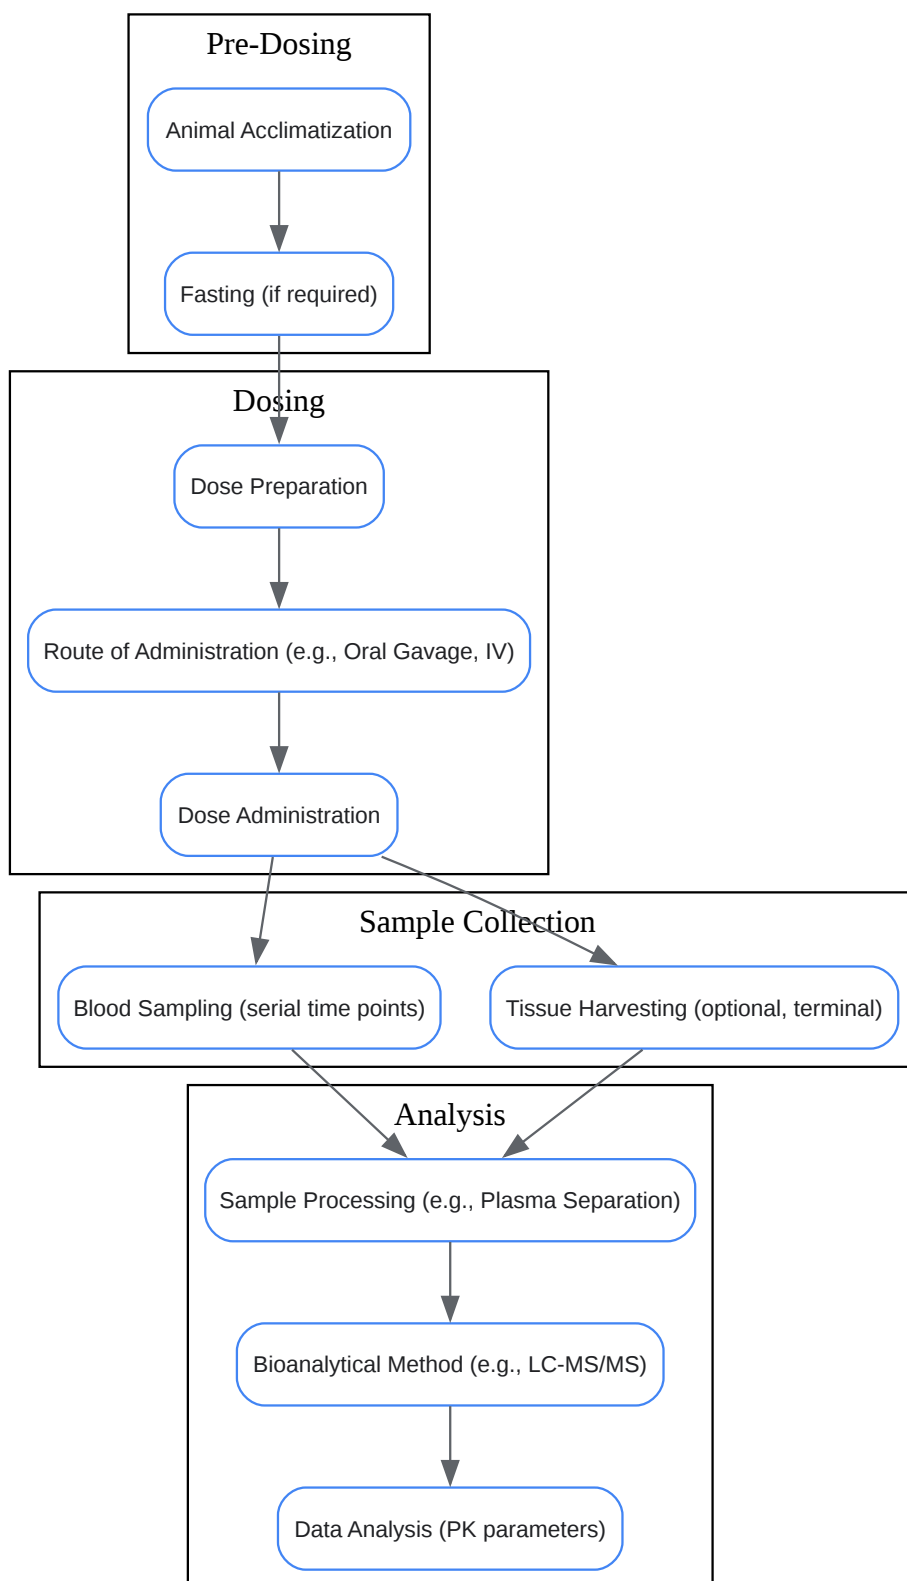 Pre-Dosing
Animal Acclimatization
Fasting (if required)
Dosing
Dose Preparation
Route of Administration (e.g., Oral Gavage, IV)
Dose Administration
Sample Collection
Blood Sampling (serial time points)
Tissue Harvesting (optional, terminal)
Analysis
Sample Processing (e.g., Plasma Separation)
Bioanalytical Method (e.g., LC-MS/MS)
Data Analysis (PK parameters)